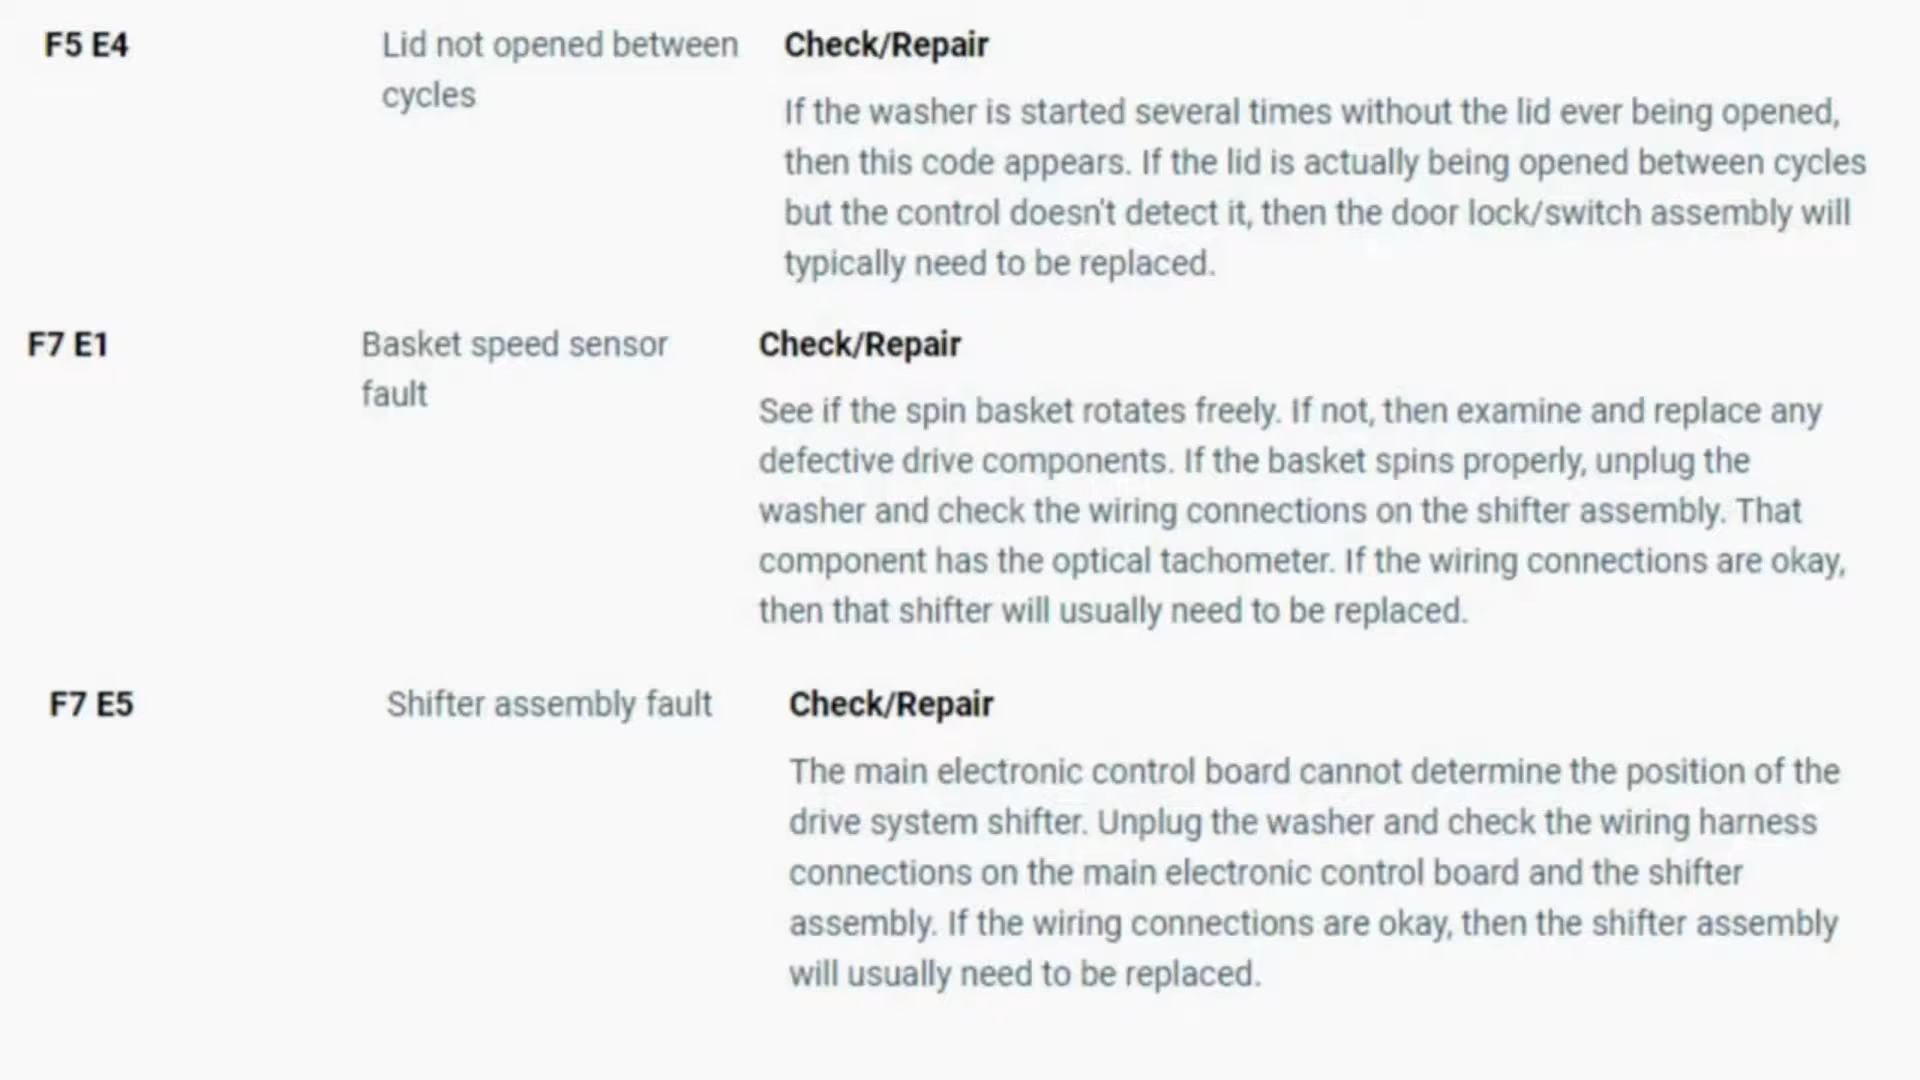 F5 E4 Lid not opened between Check/Repair
cycles
If the washer is started several times without the lid ever being opened,
then this code appears. If the lid is actually being opened between cycles
but the control doesn't detect it, then the door lock/switch assembly will
typically need to be replaced.
F7 E1 Basket speed sensor Check/Repair
fault
See if the spin basket rotates freely. If not, then examine and replace any
defective drive components. If the basket spins properly, unplug the
washer and check the wiring connections on the shifter assembly. That
component has the optical tachometer. If the wiring connections are okay,
then that shifter will usually need to be replaced.
F7 E5 Shifter assembly fault Check/Repair
The main electronic control board cannot determine the position of the
drive system shifter. Unplug the washer and check the wiring harness
connections on the main electronic control board and the shifter
assembly. If the wiring connections are okay, then the shifter assembly
will usually need to be replaced.